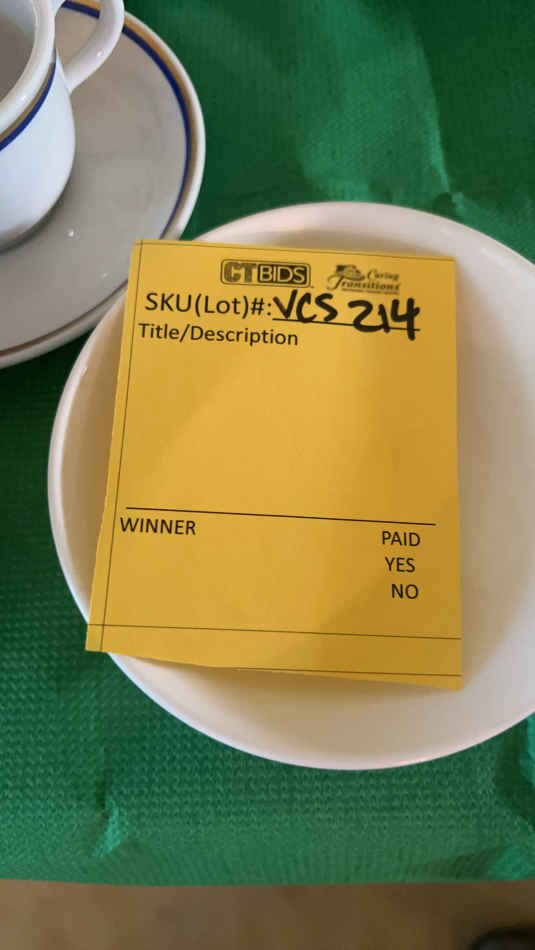 CTBIDS
Caring
Transitions
SKU(Lot)#: VCS 214
Title/Description
WINNER
PAID
YES
NO